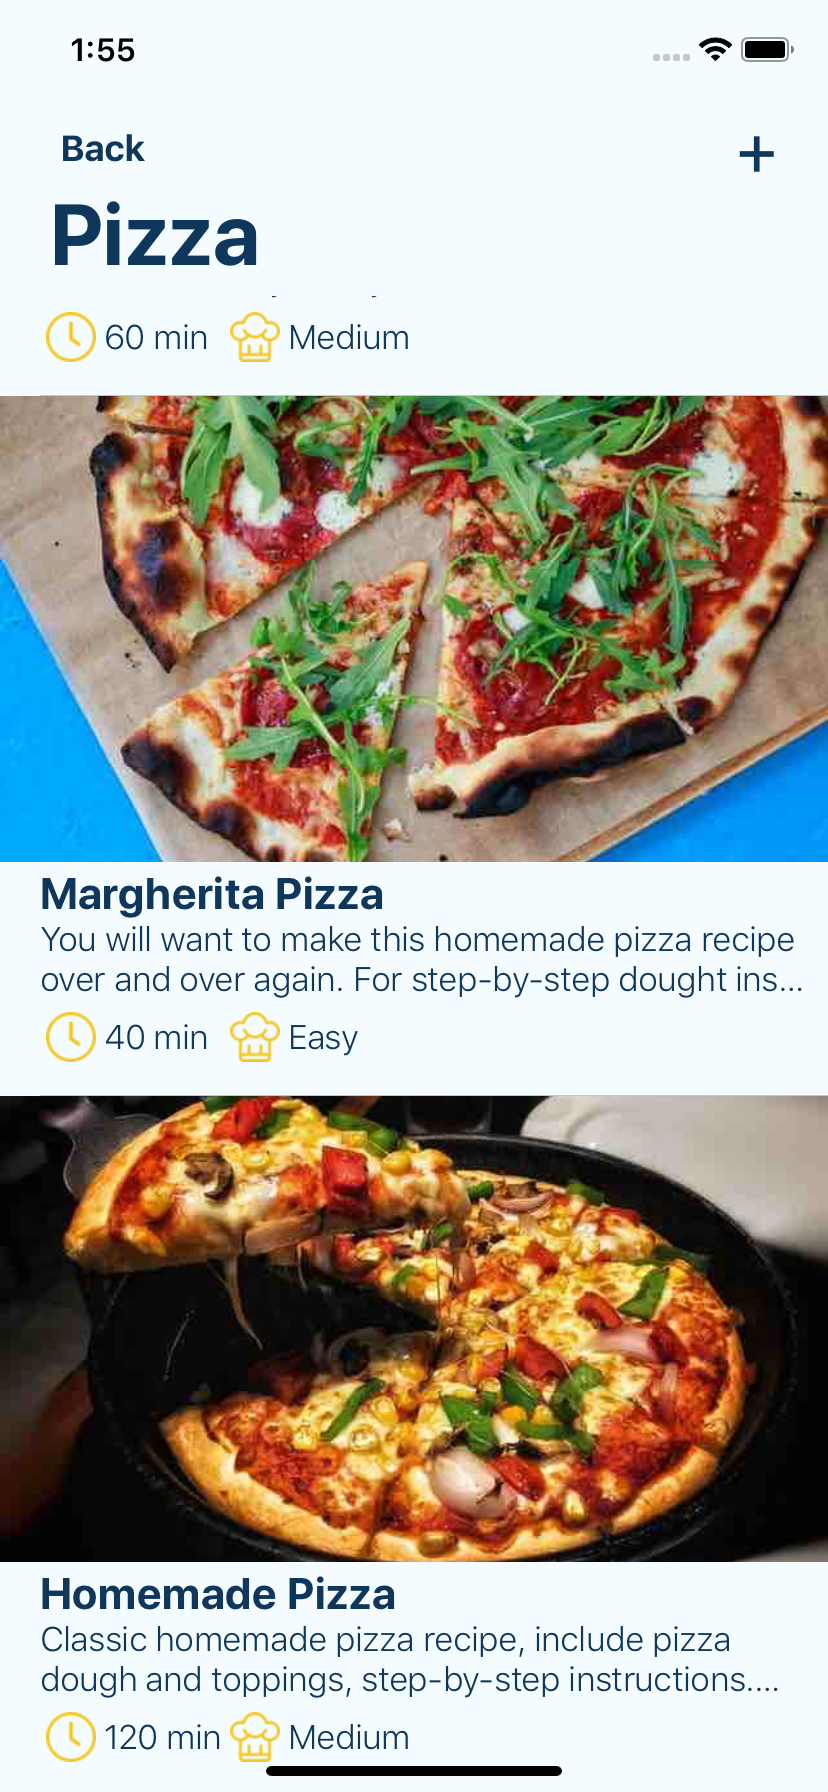 1:55
Back
+
Pizza
60 min Medium
Margherita Pizza
You will want to make this homemade pizza recipe
over and over again. For step-by-step dought ins...
40 min Easy
Homemade Pizza
Classic homemade pizza recipe, include pizza
dough and toppings, step-by-step instructions....
120 min Medium